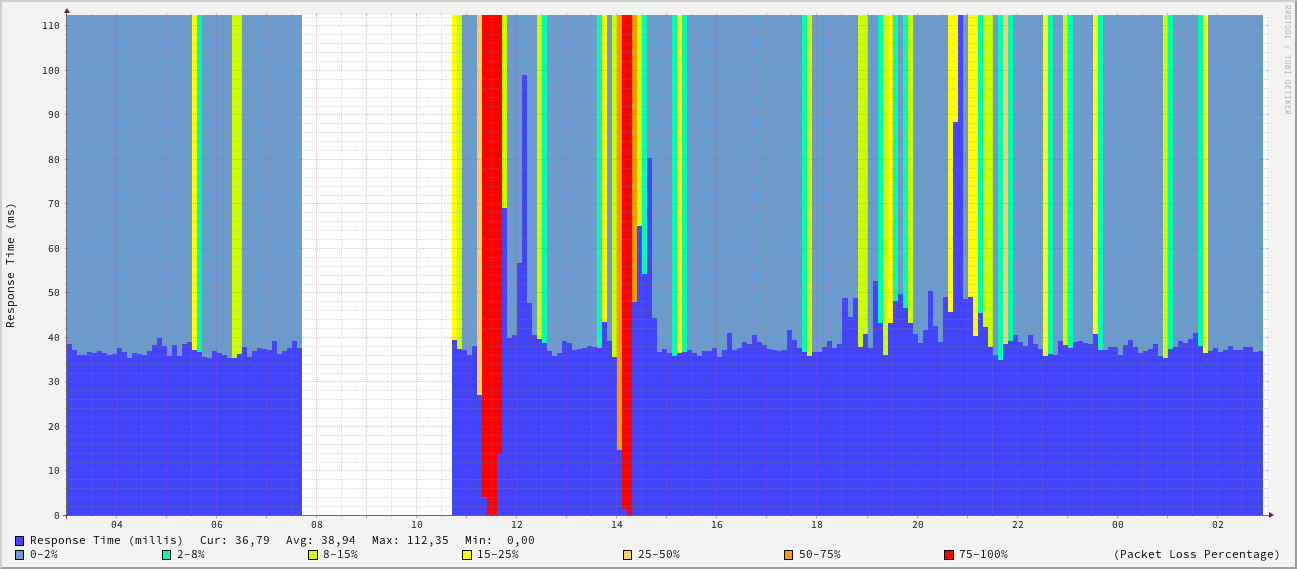 RRDTOOL / TOBI OETIKER
Response Time (ms)
110
100
90
80
70
60
50
40
30
20
10
0
04 06 08 10 12 14 16 18 20 22 00 02
Response Time (millis) Cur: 36,79 Avg: 38,94 Max: 112,35 Min: 0,00
0-2% 2-8% 8-15% 15-25% 25-50% 50-75% 75-100% (Packet Loss Percentage)